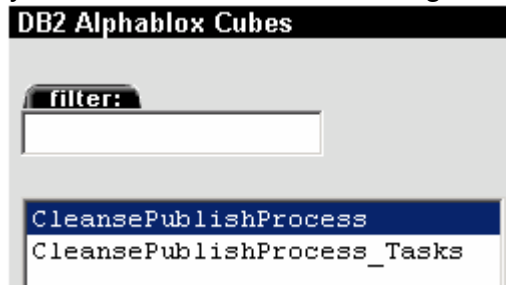 DB2 Alphablox Cubes
filter:
CleansePublishProcess
CleansePublishProcess_Tasks